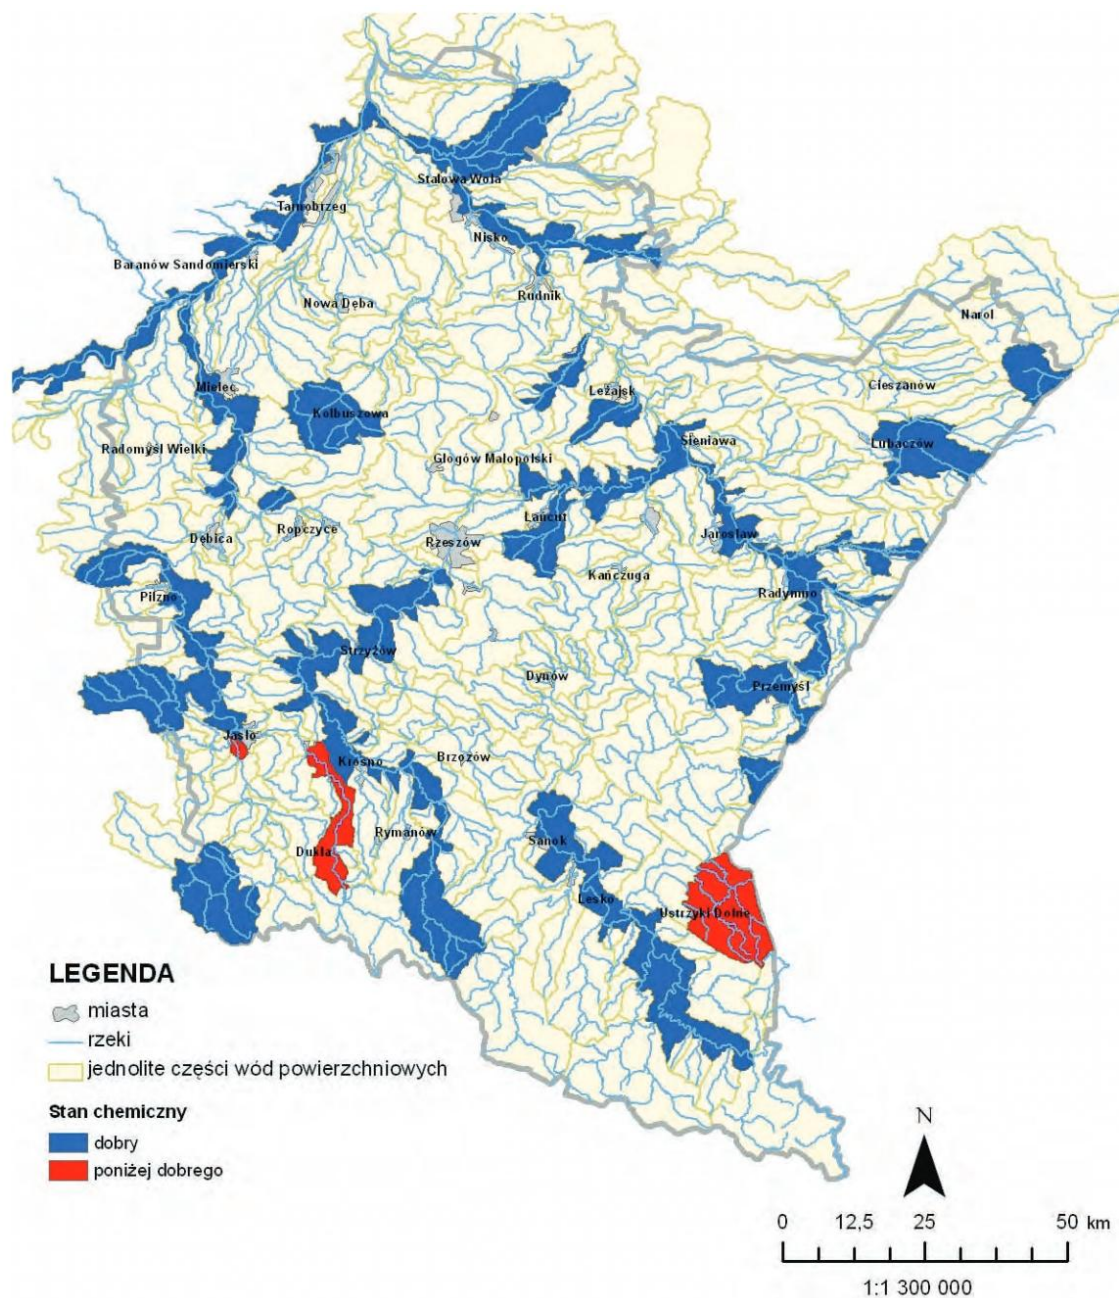 Stalowa Wola
Tarnobrzeg
Nisko
Baranów Sandomierski
Rudnik
Nowa Dęba
Narol
Mielec
Leżajsk
Cieszanów
Kolbuszowa
Sieniawa
Lubaczów
Radomyśl Wielki
Głogów Małopolski
Łańcut
Ropczyce
Dębica
Rzeszów
Jarosław
Kańczuga
Pilzno
Radymno
Strzyżów
Dynów
Przemyśl
Jasło
Krosno
Brzozów
Rymanów
Sanok
Dukla
Lesko
Ustrzyki Dolne
LEGENDA
miasta
rzeki
jednolite części wód powierzchniowych
Stan chemiczny
dobry
poniżej dobrego
N
0 12,5 25 50 km
1:1 300 000